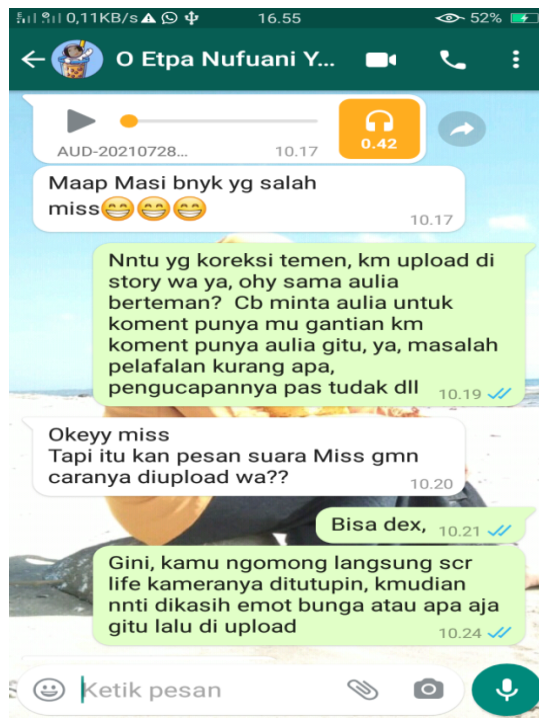 0,11KB/s 16.55 52%
O Etpa Nufuani Y...
0.42
AUD-20210728... 10.17
Maap Masi bnyk yg salah
miss😁😁😁 10.17
Nntu yg koreksi temen, km upload di
story wa ya, ohy sama aulia
berteman? Cb minta aulia untuk
koment punya mu gantian km
koment punya aulia gitu, ya, masalah
pelafalan kurang apa,
pengucapannya pas tudak dll 10.19
Okeyy miss
Tapi itu kan pesan suara Miss gmn
caranya diupload wa?? 10.20
Bisa dex, 10.21
Gini, kamu ngomong langsung scr
life kameranya ditutupin, kmudian
nnti dikasih emot bunga atau apa aja
gitu lalu di upload 10.24
Ketik pesan